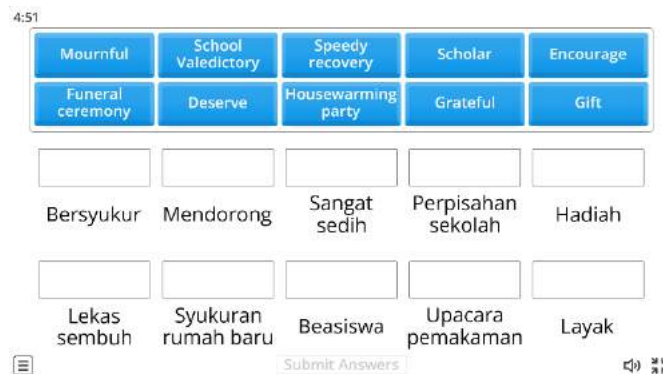 4:51
Mournful
School
Valedictory
Speedy
recovery
Scholar
Encourage
Funeral
ceremony
Deserve
Housewarming
party
Grateful
Gift
Bersyukur
Mendorong
Sangat
sedih
Perpisahan
sekolah
Hadiah
Lekas
sembuh
Syukuran
rumah baru
Beasiswa
Upacara
pemakaman
Layak
Submit Answers